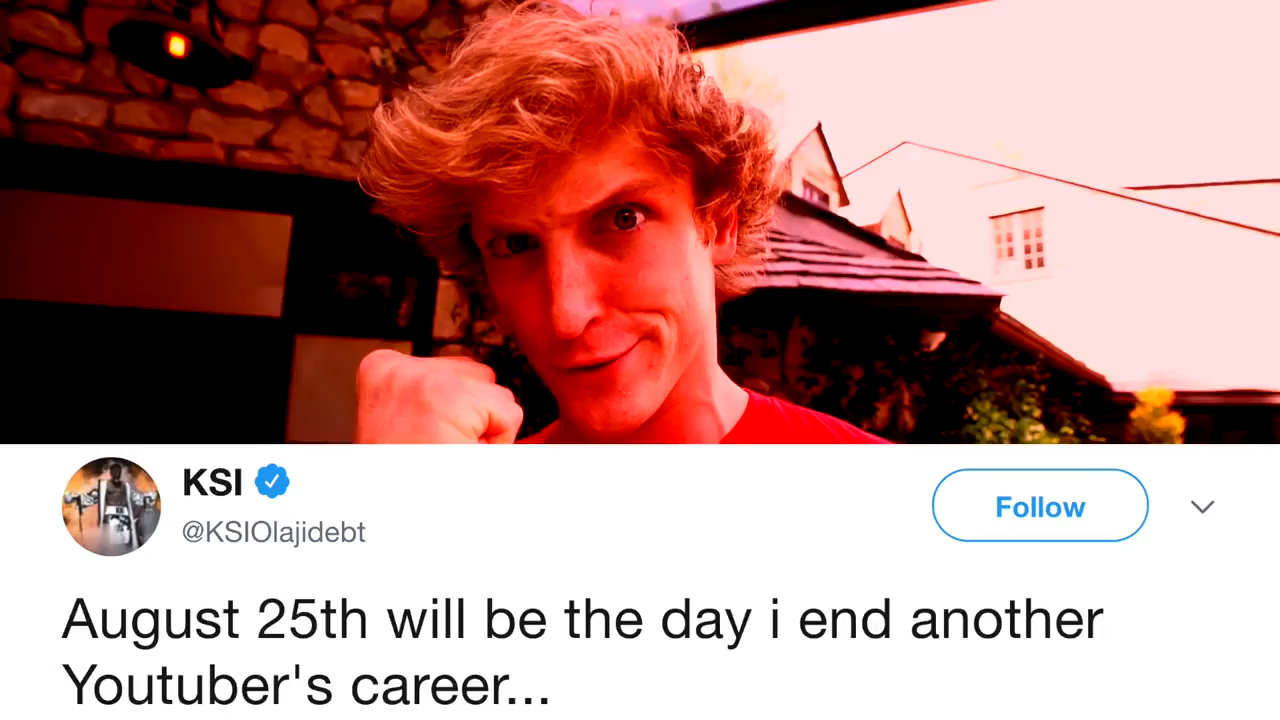 KSI
@KSIOlajidebt
Follow
August 25th will be the day i end another
Youtuber's career...